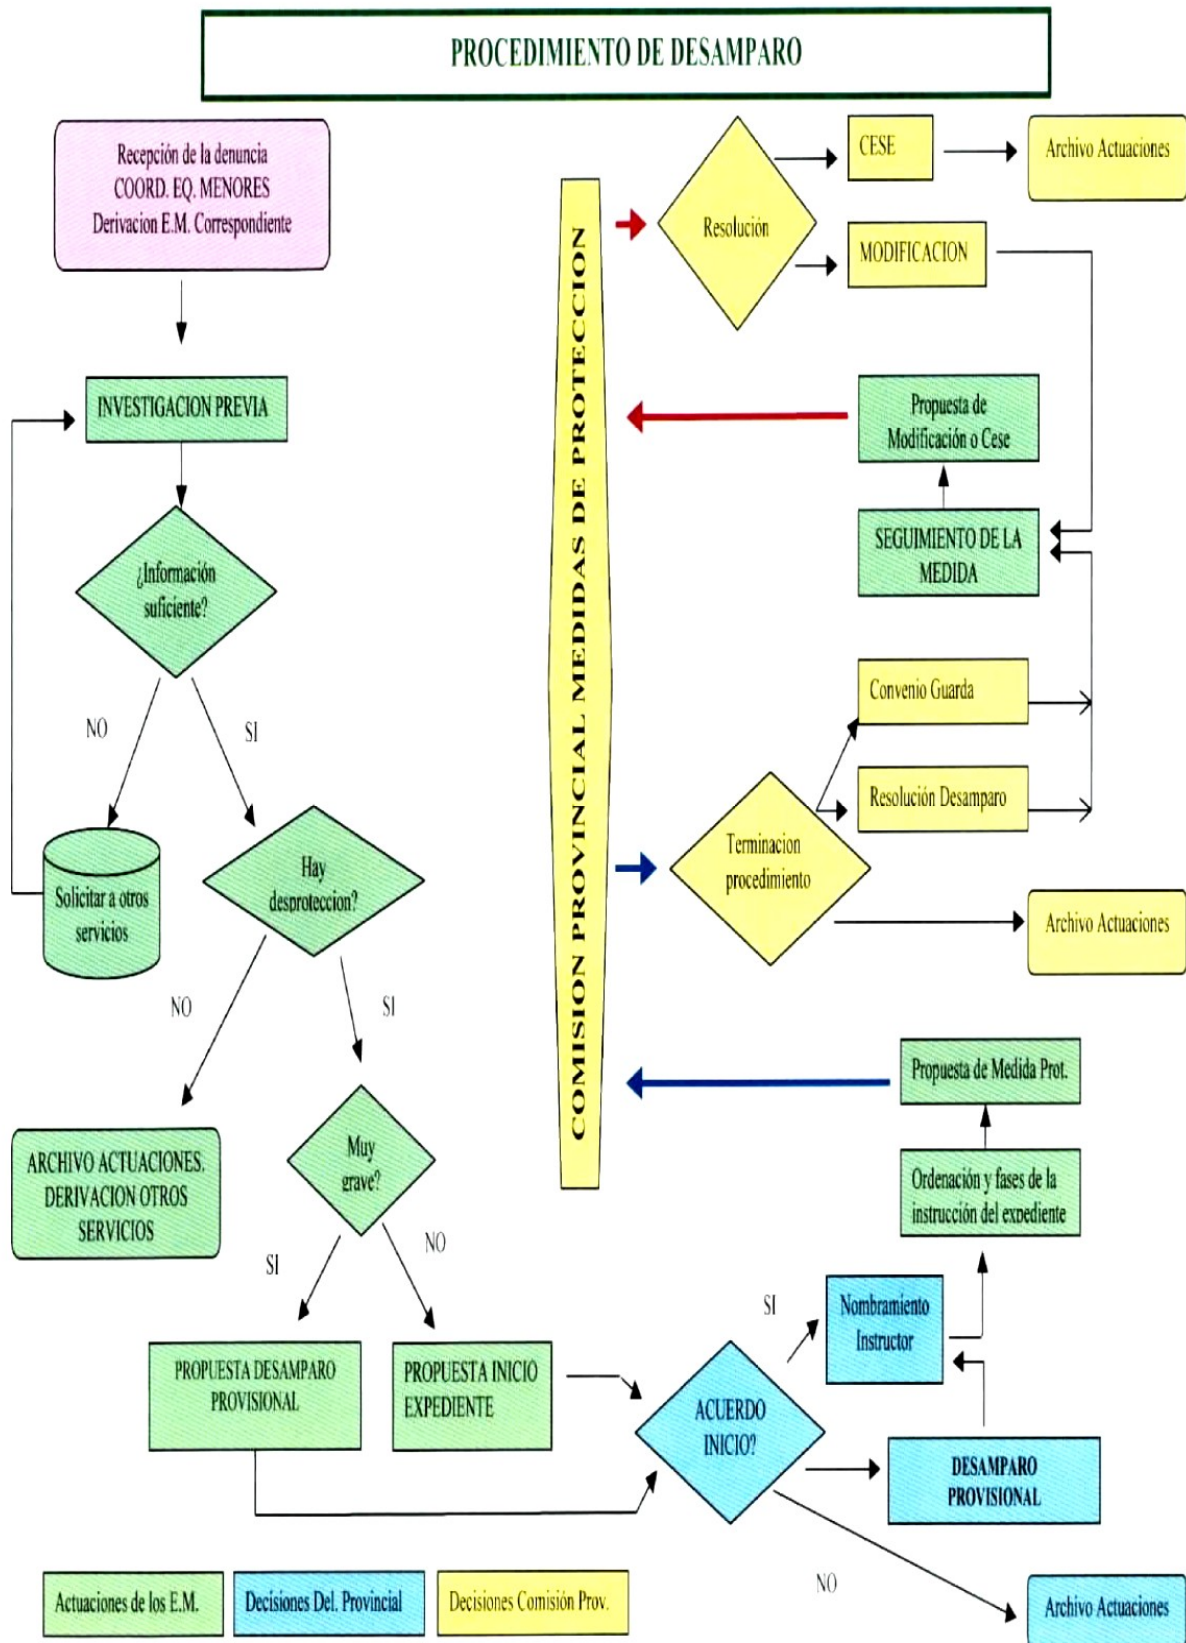 PROCEDIMIENTO DE DESAMPARO
Recepción de la denuncia
COORD. EQ. MENORES
Derivacion E.M. Correspondiente
INVESTIGACION PREVIA
¿Información
suficiente?
NO
SI
Solicitar a otros
servicios
Hay
desproteccion?
NO
SI
ARCHIVO ACTUACIONES.
DERIVACION OTROS
SERVICIOS
Muy
grave?
SI
NO
PROPUESTA DESAMPARO
PROVISIONAL
PROPUESTA INICIO
EXPEDIENTE
ACUERDO
INICIO?
SI
NO
Nombramiento
Instructor
DESAMPARO
PROVISIONAL
Archivo Actuaciones
Ordenación y fases de la
instrucción del expediente
Propuesta de Medida Prot.
COMISION PROVINCIAL MEDIDAS DE PROTECCION
Terminacion
procedimiento
Archivo Actuaciones
Resolución Desamparo
Convenio Guarda
SEGUIMIENTO DE LA
MEDIDA
Propuesta de
Modificación o Cese
Resolución
CESE
Archivo Actuaciones
MODIFICACION
Actuaciones de los E.M.
Decisiones Del. Provincial
Decisiones Comisión Prov.